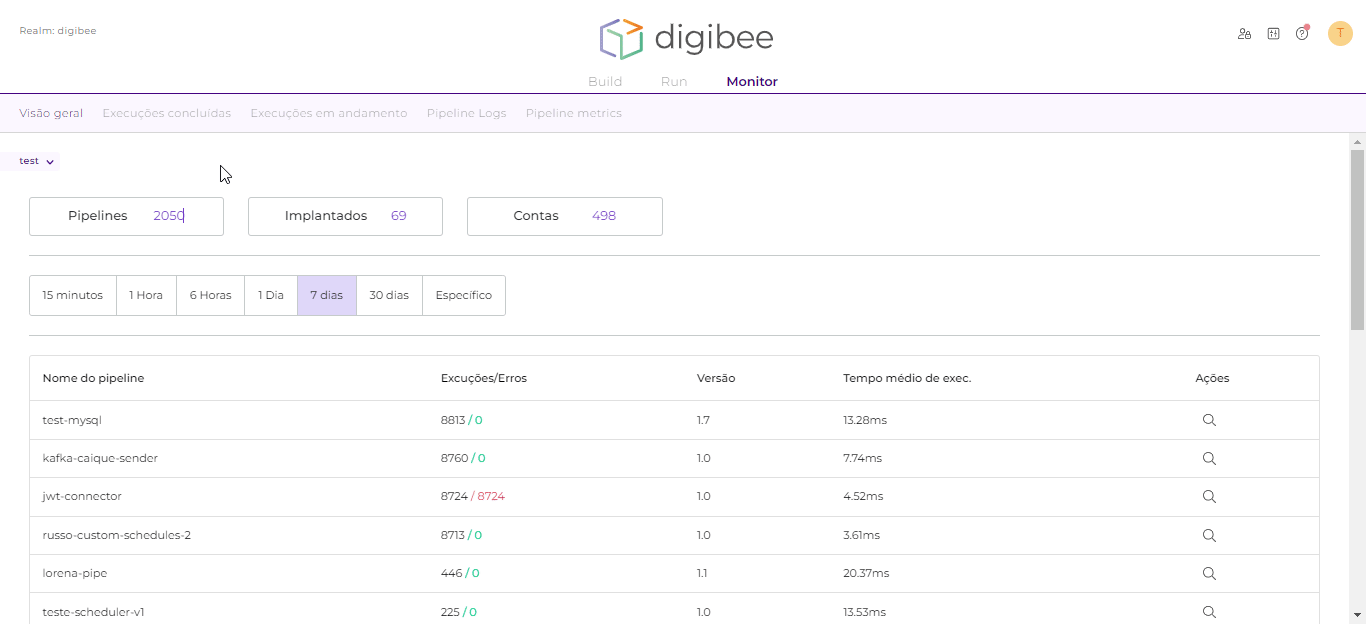 Realm: digibee
digibee
T
Build Run Monitor
Visão geral Execuções concluídas Execuções em andamento Pipeline Logs Pipeline metrics
test
Pipelines 2050 Implantados 69 Contas 498
15 minutos 1 Hora 6 Horas 1 Dia 7 dias 30 dias Específico
Nome do pipeline Excuções/Erros Versão Tempo médio de exec. Ações
test-mysql 8813 / 0 1.7 13.28ms
kafka-caique-sender 8760 / 0 1.0 7.74ms
jwt-connector 8724 / 8724 1.0 4.52ms
russo-custom-schedules-2 8713 / 0 1.0 3.61ms
lorena-pipe 446 / 0 1.1 20.37ms
teste-scheduler-v1 225 / 0 1.0 13.53ms